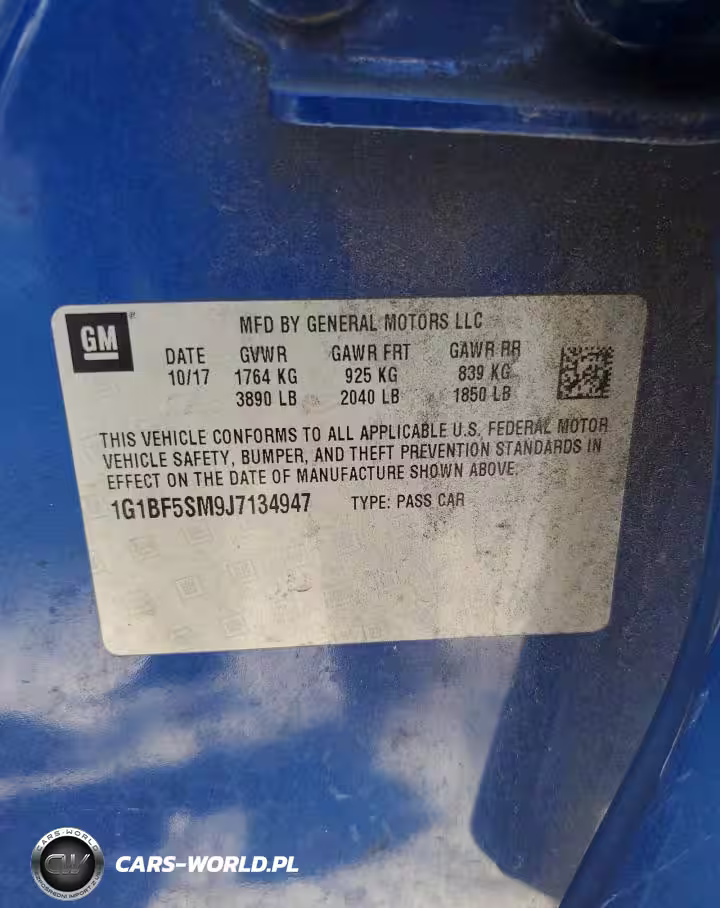 GM
MFD BY GENERAL MOTORS LLC
DATE GVWR GAWR FRT GAWR RR
10/17 1764 KG 925 KG 839 KG
3890 LB 2040 LB 1850 LB
THIS VEHICLE CONFORMS TO ALL APPLICABLE U.S. FEDERAL MOTOR
VEHICLE SAFETY, BUMPER, AND THEFT PREVENTION STANDARDS IN
EFFECT ON THE DATE OF MANUFACTURE SHOWN ABOVE.
1G1BF5SM9J7134947 TYPE: PASS CAR
CARS-WORLD
CW
CARS-WORLD.PL